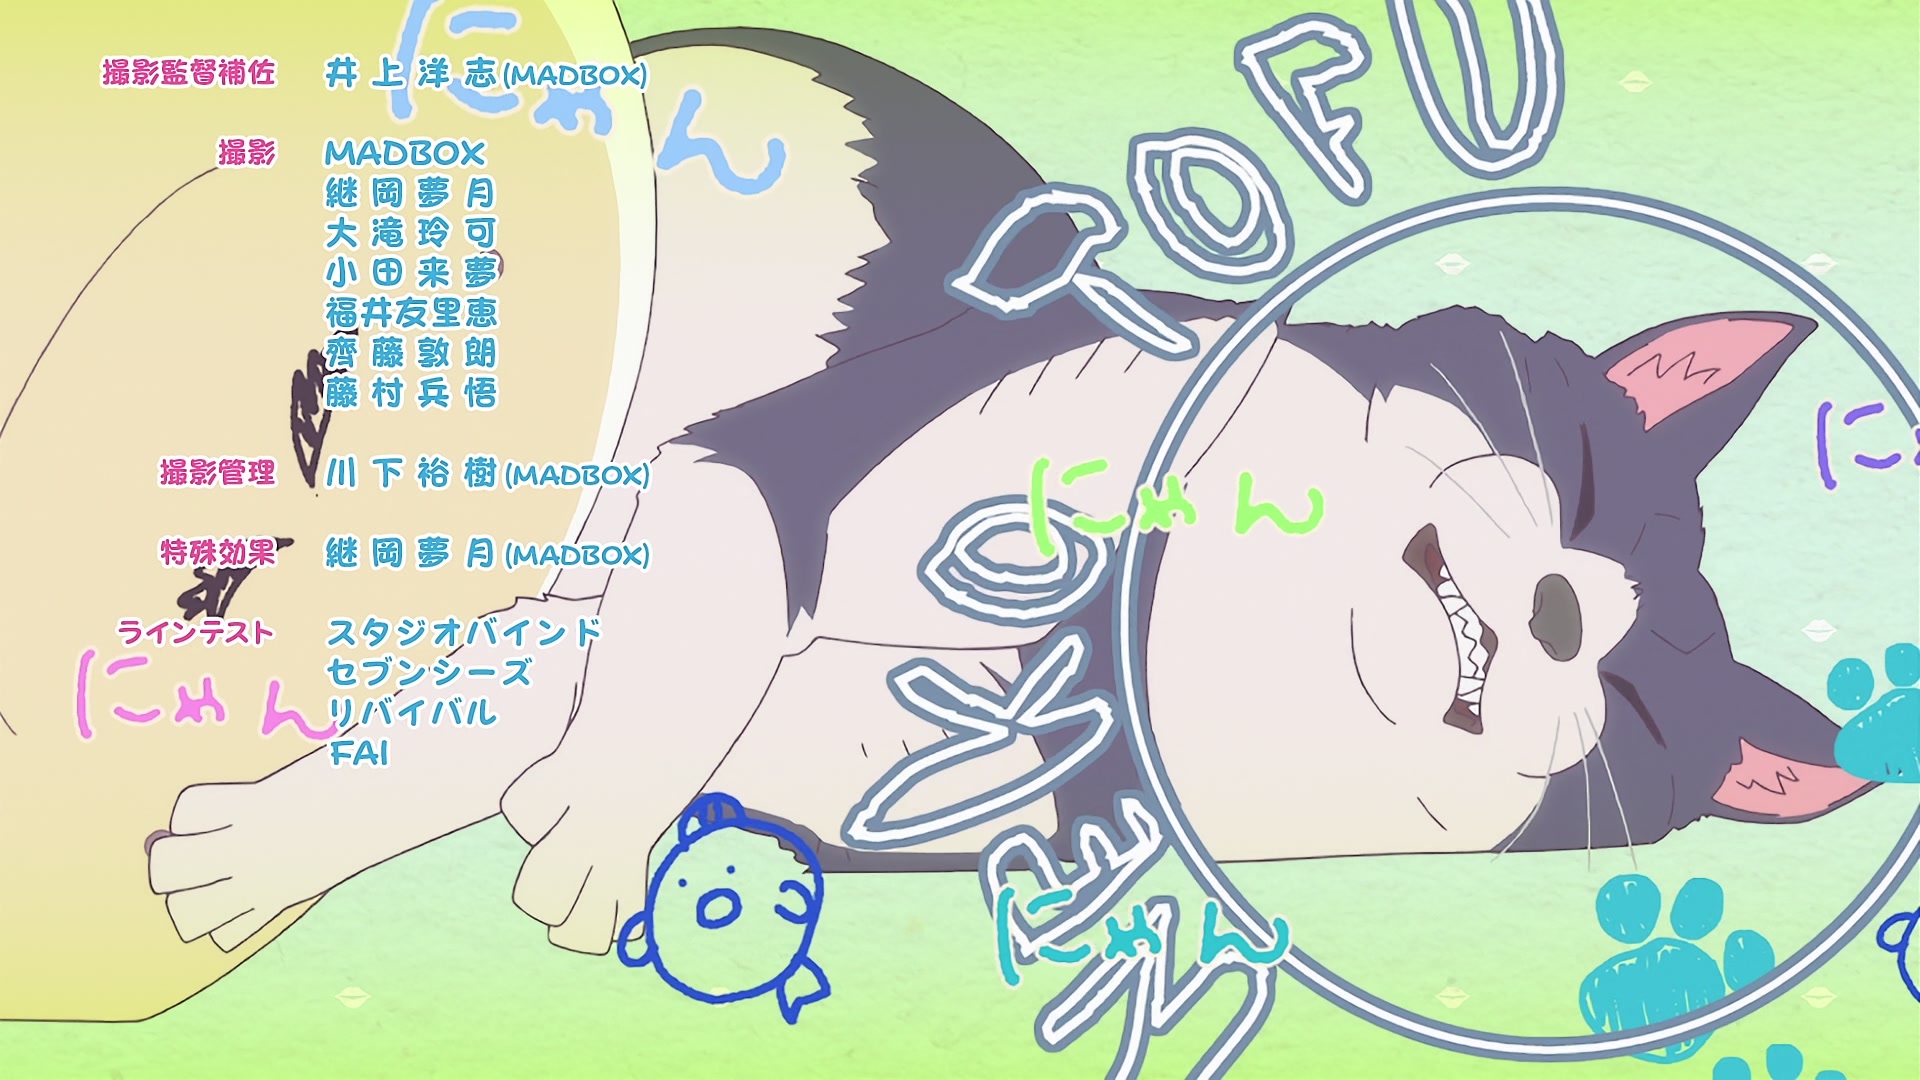 撮影監督補佐 井上洋志(MADBOX)
撮影 MADBOX
継岡夢月
大滝玲可
小田来夢
福井友里恵
齊藤敦朗
藤村兵悟
撮影管理 川下裕樹(MADBOX)
特殊効果 継岡夢月(MADBOX)
ラインテスト スタジオバインド
セブンシーズ
リバイバル
FAI
にゃん
にゃん
に
にゃん
にゃん